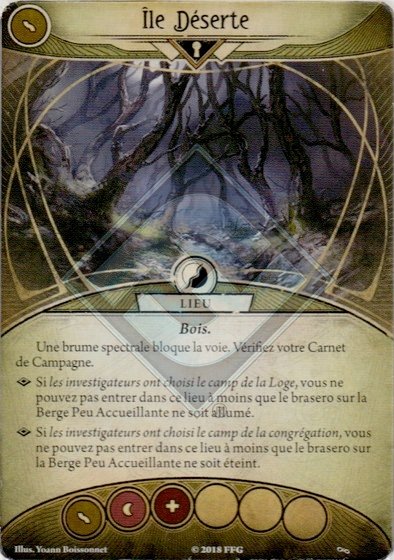 Île Déserte
LIEU
Bois.
Une brume spectrale bloque la voie. Vérifiez votre Carnet
de Campagne.
Si les investigateurs ont choisi le camp de la Loge, vous ne
pouvez pas entrer dans ce lieu à moins que le brasero sur la
Berge Peu Accueillante ne soit allumé.
Si les investigateurs ont choisi le camp de la congrégation, vous
ne pouvez pas entrer dans ce lieu à moins que le brasero sur
la Berge Peu Accueillante ne soit éteint.
Illus. Yoann Boissonnet
© 2018 FFG